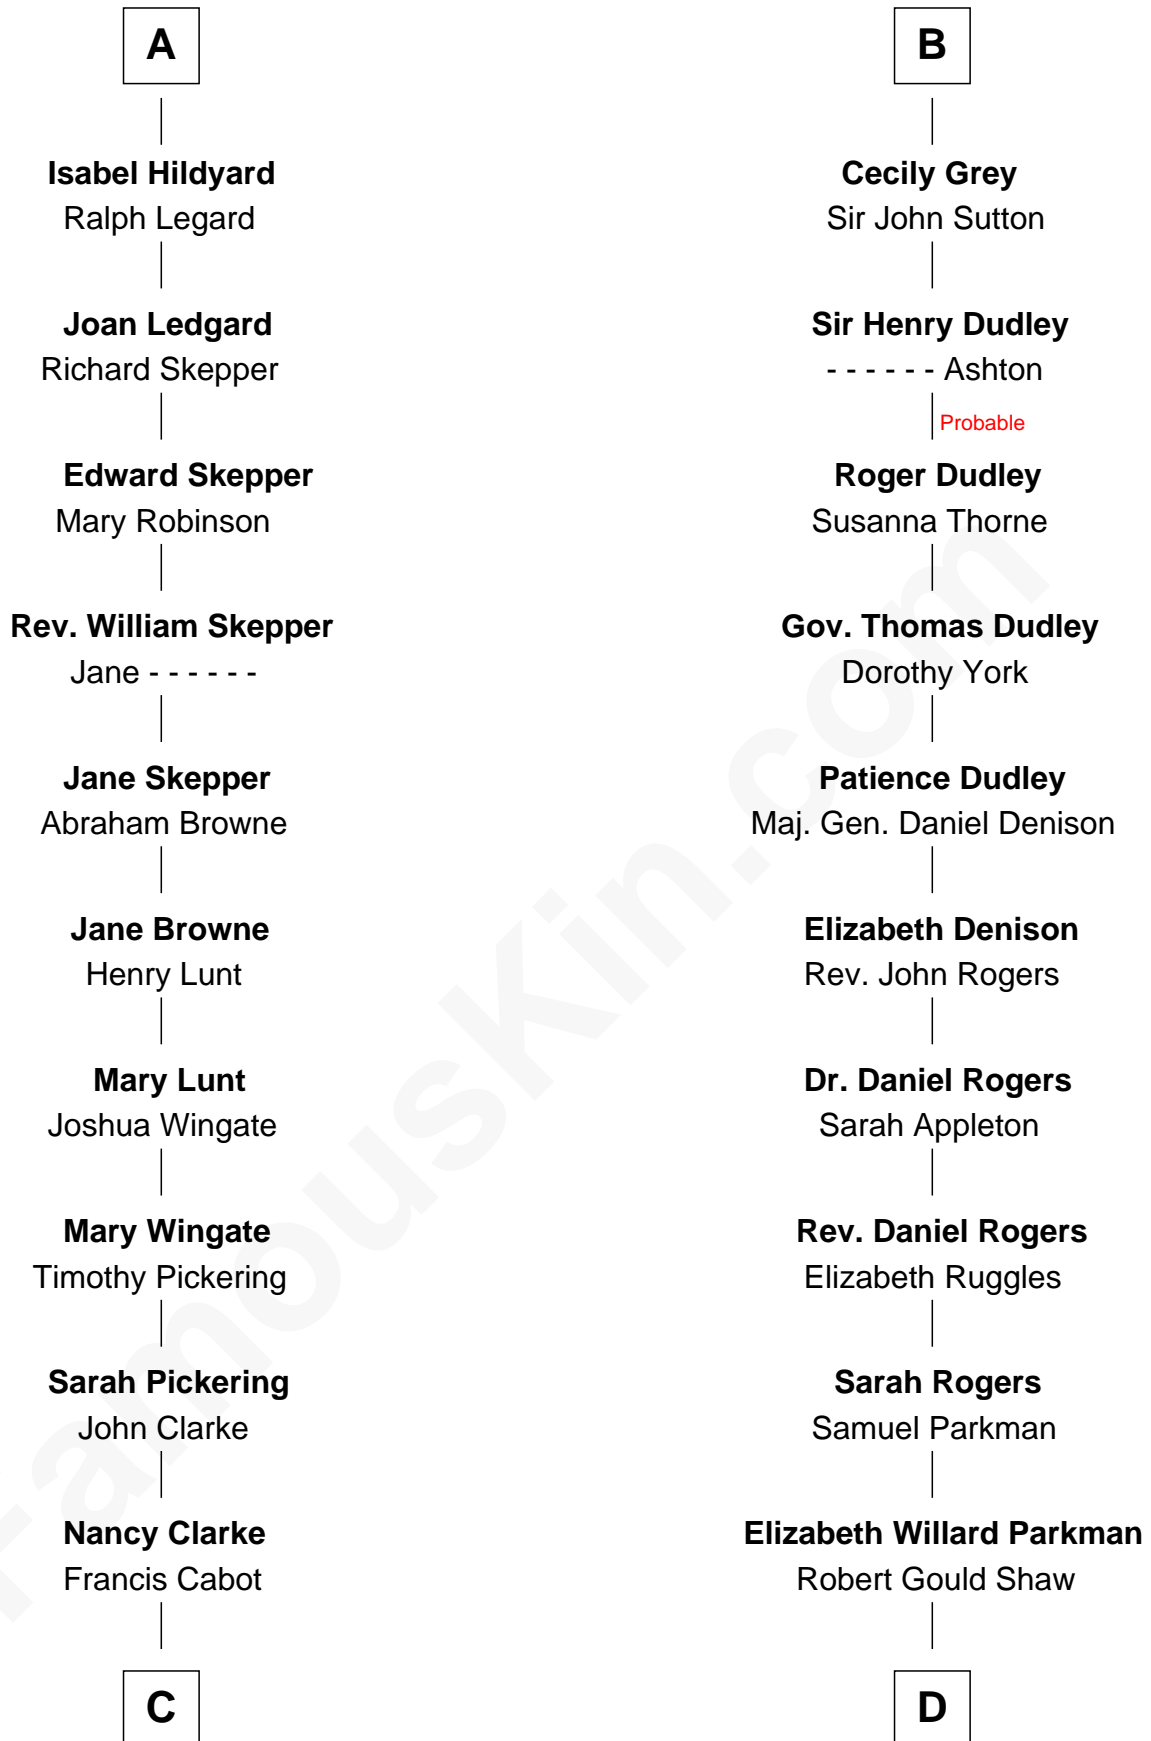 A
Isabel Hildyard
Ralph Legard
Joan Ledgard
Richard Skepper
Edward Skepper
Mary Robinson
Rev. William Skepper
Jane - - - - - -
Jane Skepper
Abraham Browne
Jane Browne
Henry Lunt
Mary Lunt
Joshua Wingate
Mary Wingate
Timothy Pickering
Sarah Pickering
John Clarke
Nancy Clarke
Francis Cabot
C
B
Cecily Grey
Sir John Sutton
Sir Henry Dudley
- - - - - - Ashton
Probable
Roger Dudley
Susanna Thorne
Gov. Thomas Dudley
Dorothy York
Patience Dudley
Maj. Gen. Daniel Denison
Elizabeth Denison
Rev. John Rogers
Dr. Daniel Rogers
Sarah Appleton
Rev. Daniel Rogers
Elizabeth Ruggles
Sarah Rogers
Samuel Parkman
Elizabeth Willard Parkman
Robert Gould Shaw
D
FamousKin.com